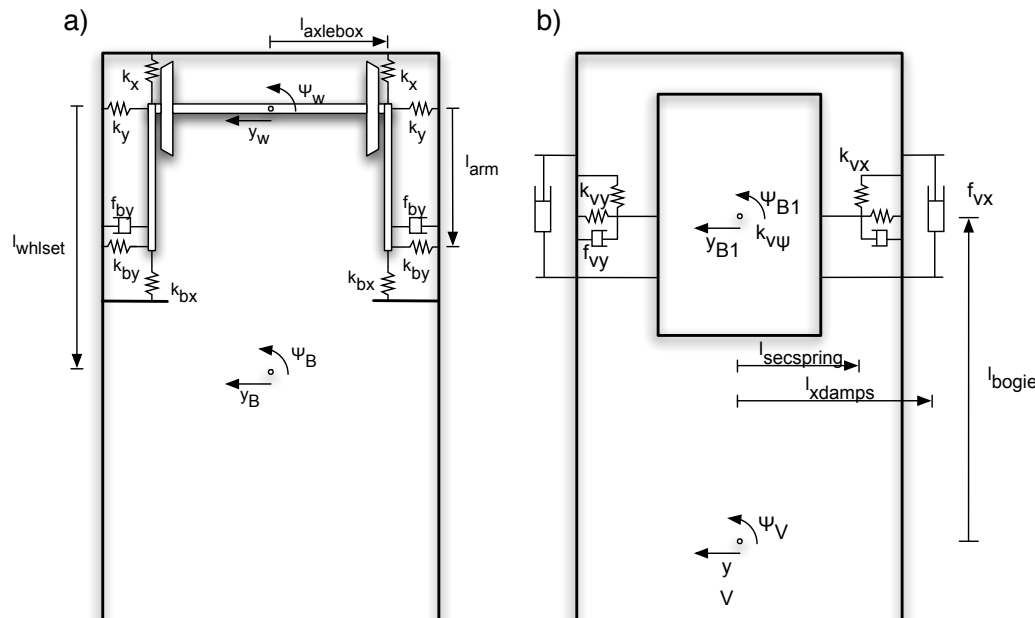 a)
l_axlebox
k_x
k_x
Ψ_w
k_y
y_w
k_y
l_arm
f_by
f_by
l_whlset
k_by
k_by
k_bx
k_bx
Ψ_B
y_B
b)
k_vx
k_vy
f_vx
Ψ_B1
y_B1
k_vψ
f_vy
l_secspring
l_bogie
l_xdamps
Ψ_V
y
V